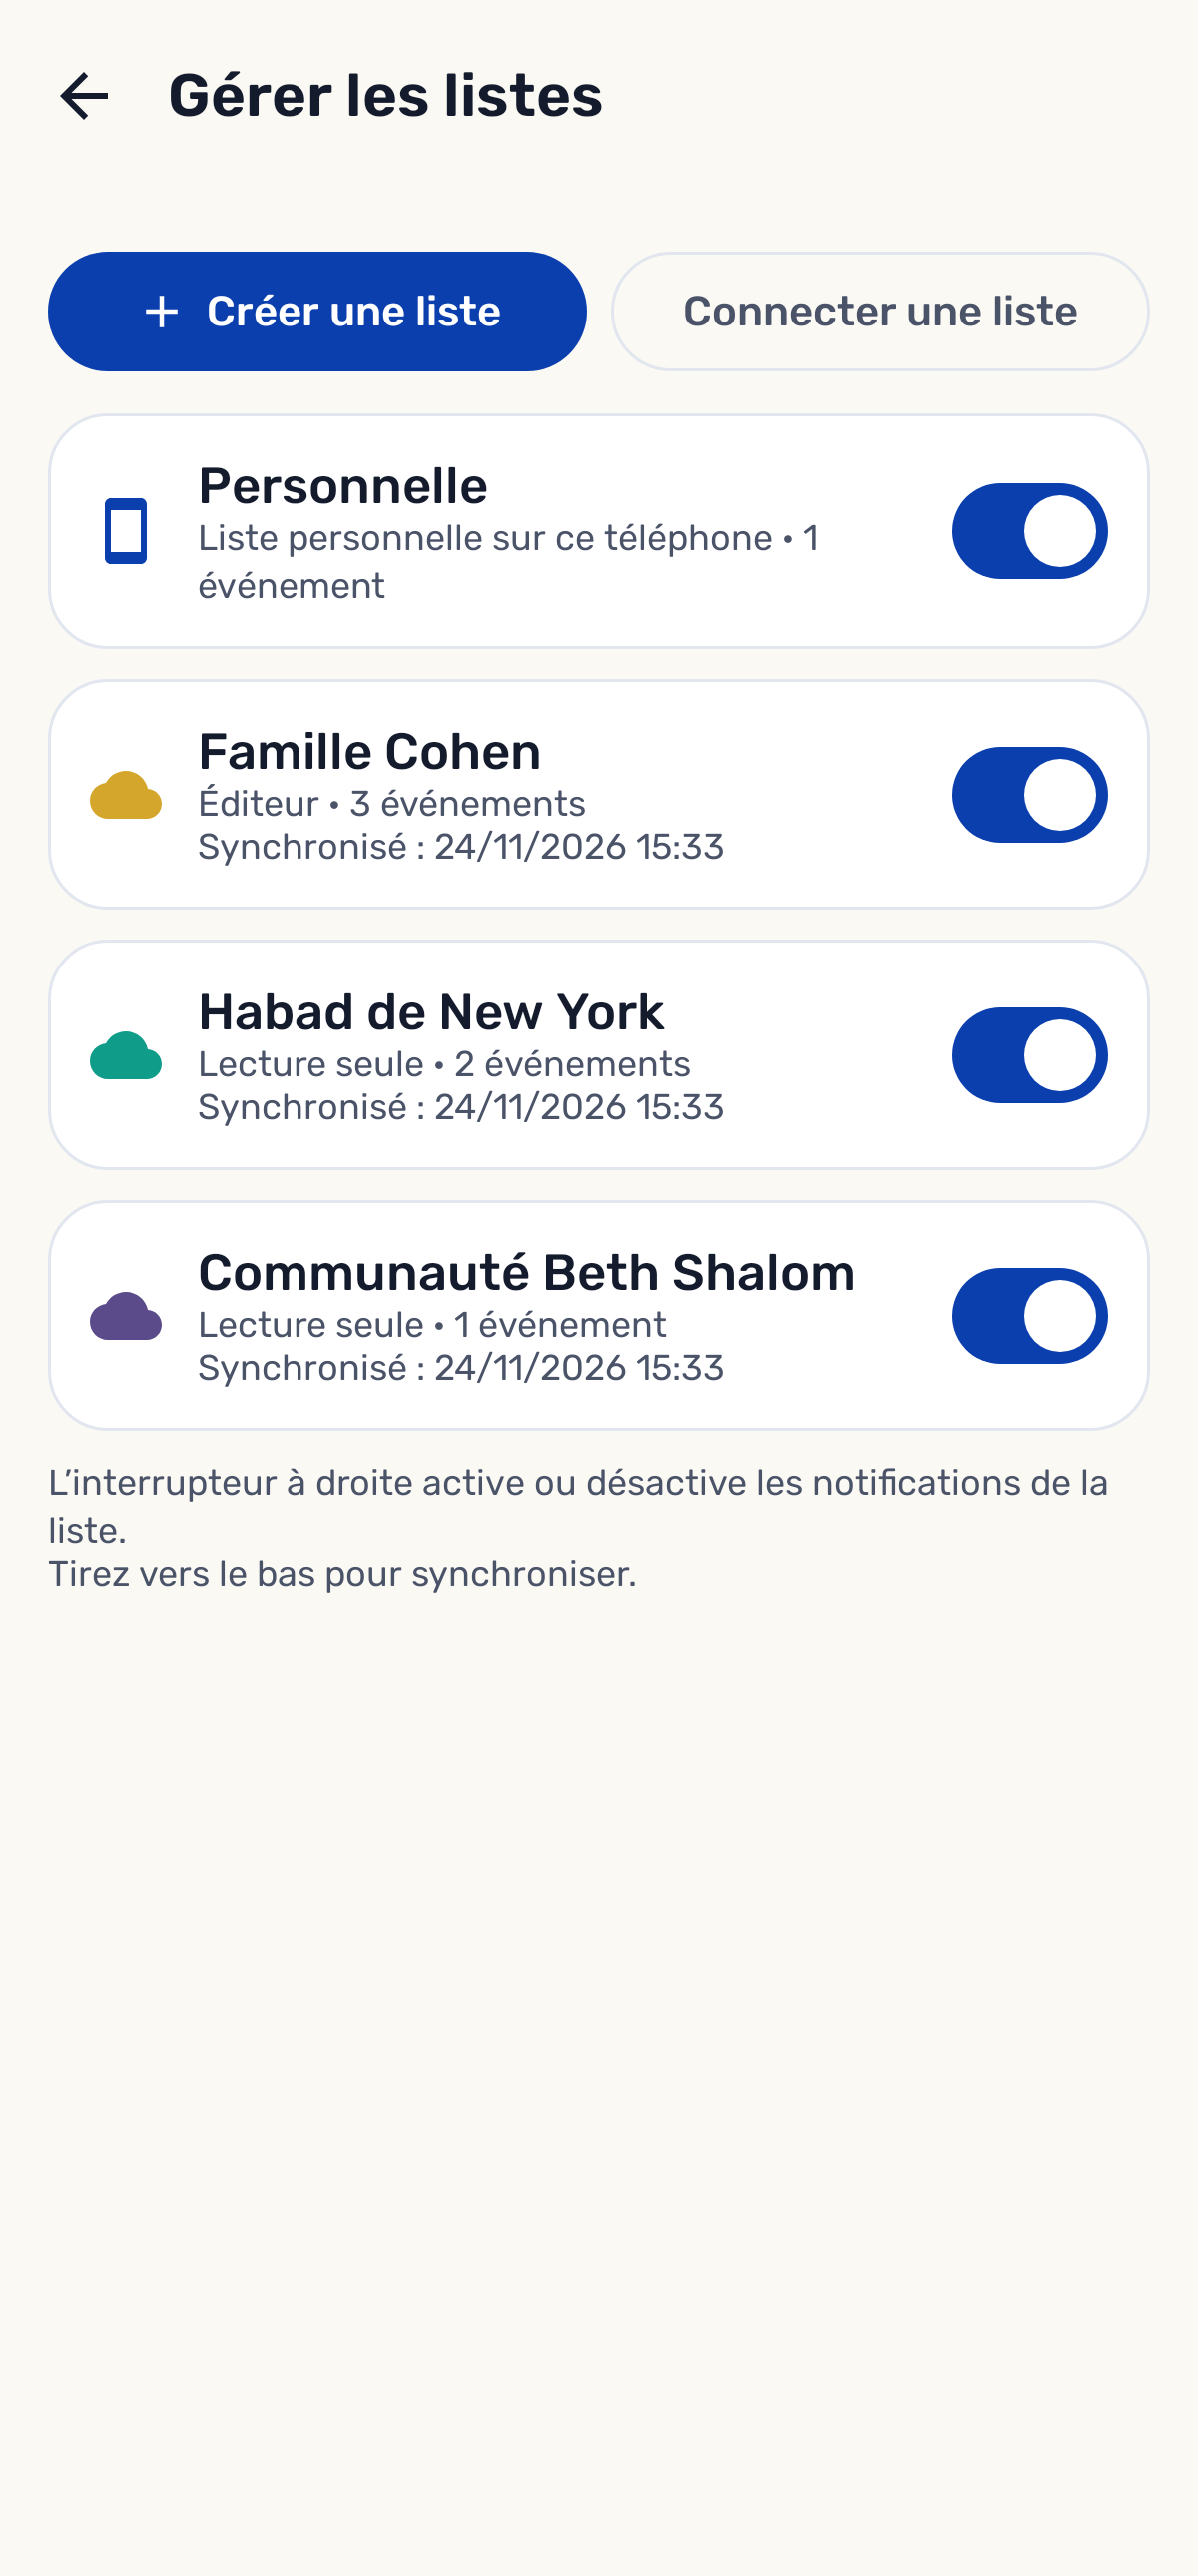 Gérer les listes
Créer une liste
Connecter une liste
Personnelle
Liste personnelle sur ce téléphone • 1
événement
Famille Cohen
Éditeur • 3 événements
Synchronisé : 24/11/2026 15:33
Habad de New York
Lecture seule • 2 événements
Synchronisé : 24/11/2026 15:33
Communauté Beth Shalom
Lecture seule • 1 événement
Synchronisé : 24/11/2026 15:33
L’interrupteur à droite active ou désactive les notifications de la
liste.
Tirez vers le bas pour synchroniser.